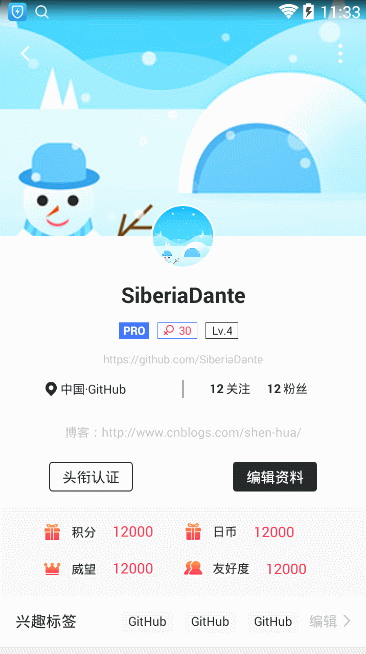 11:33
SiberiaDante
PRO 30 Lv.4
https://github.com/SiberiaDante
中国·GitHub 12 关注 12 粉丝
博客：http://www.cnblogs.com/shen-hua/
头衔认证 编辑资料
积分 12000 日币 12000
威望 12000 友好度 12000
兴趣标签 GitHub GitHub GitHub 编辑